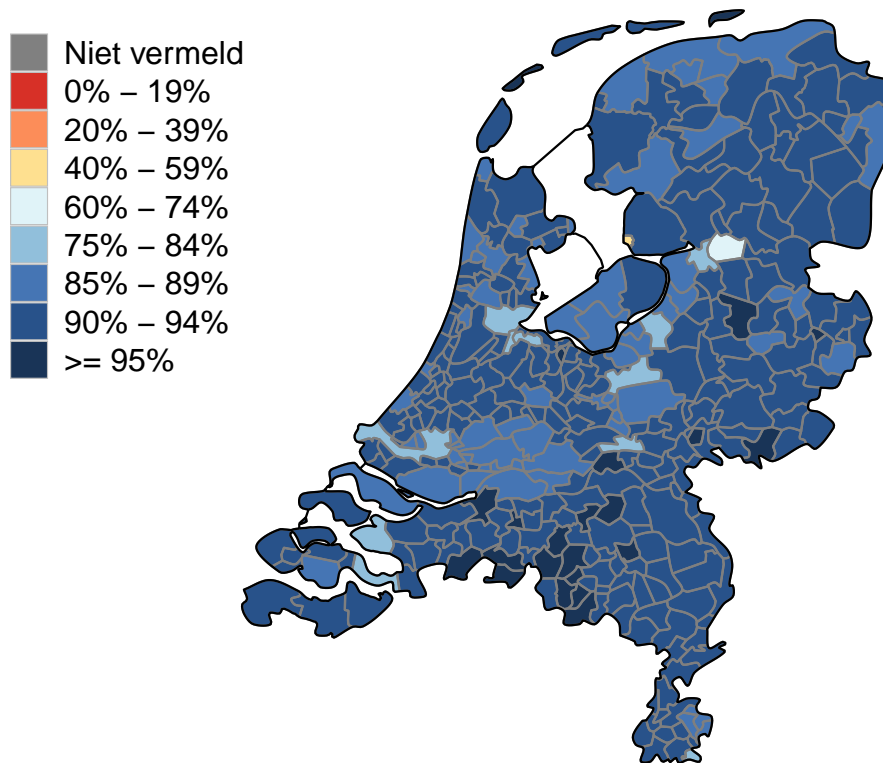 Niet vermeld
0% – 19%
20% – 39%
40% – 59%
60% – 74%
75% – 84%
85% – 89%
90% – 94%
>= 95%